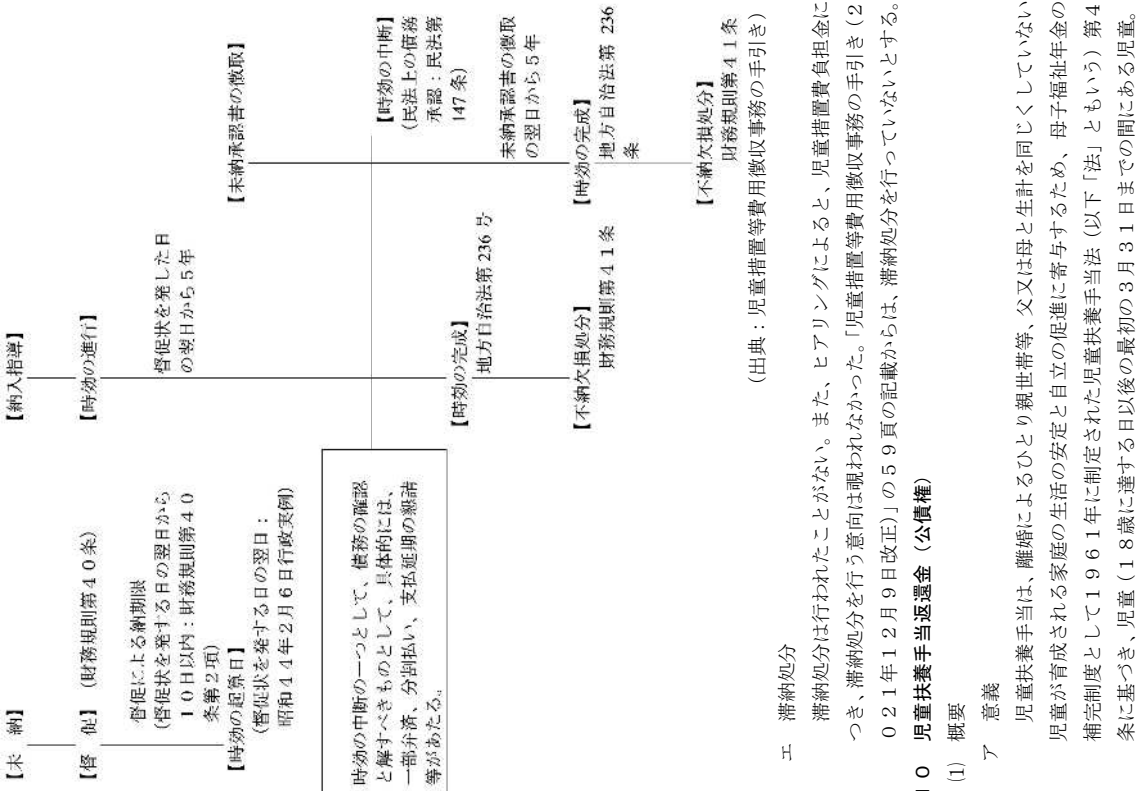 【未　納】
【督　促】　(財務規則第４０条)
督促による納期限
(督促状を発する日の翌日から
１０日以内：財務規則第４０
条第２項)
【時効の起算日】
(督促状を発する日の翌日：
昭和４４年２月６日行政実例)
時効の中断の一つとして、債務の確認
と解すべきものとして、具体的には、
一部弁済、分割払い、支払延期の懇請
等があたる。
【納入指導】
【時効の進行】
督促状を発した日
の翌日から５年
【時効の完成】
地方自治法第 236 号
【不納欠損処分】
財務規則第４１条
【未納承認書の徴収】
【時効の中断】
(民法上の債務
承認：民法第
147 条)
未納承認書の徴収
の翌日から５年
【時効の完成】
地方自治法第 236
条
【不納欠損処分】
財務規則第４１条
（出典：児童措置等費用徴収事務の手引き）
エ　滞納処分
滞納処分は行われたことがない。また、ヒアリングによると、児童措置費負担金に
つき、滞納処分を行う意向は覗われなかった。「児童措置等費用徴収事務の手引き（２
０２１年１２月９日改正）」の５９頁の記載からは、滞納処分を行っていないとする。
１０　児童扶養手当返還金（公債権）
⑴　概要
ア　意義
児童扶養手当は、離婚によるひとり親世帯等、父又は母と生計を同じくしていない
児童が育成される家庭の生活の安定と自立の促進に寄与するため、母子福祉年金の
補完制度として１９６１年に制定された児童扶養手当法（以下「法」ともいう）第４
条に基づき、児童（１８歳に達する日以後の最初の３月３１日までの間にある児童。